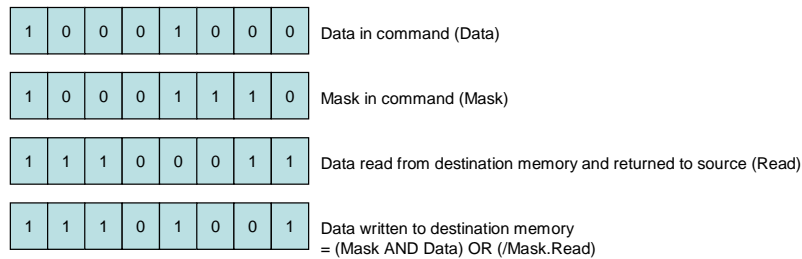 1 0 0 0 1 0 0 0 Data in command (Data)
1 0 0 0 1 1 1 0 Mask in command (Mask)
1 1 1 0 0 0 1 1 Data read from destination memory and returned to source (Read)
1 1 1 0 1 0 0 1 Data written to destination memory
= (Mask AND Data) OR (/Mask.Read)